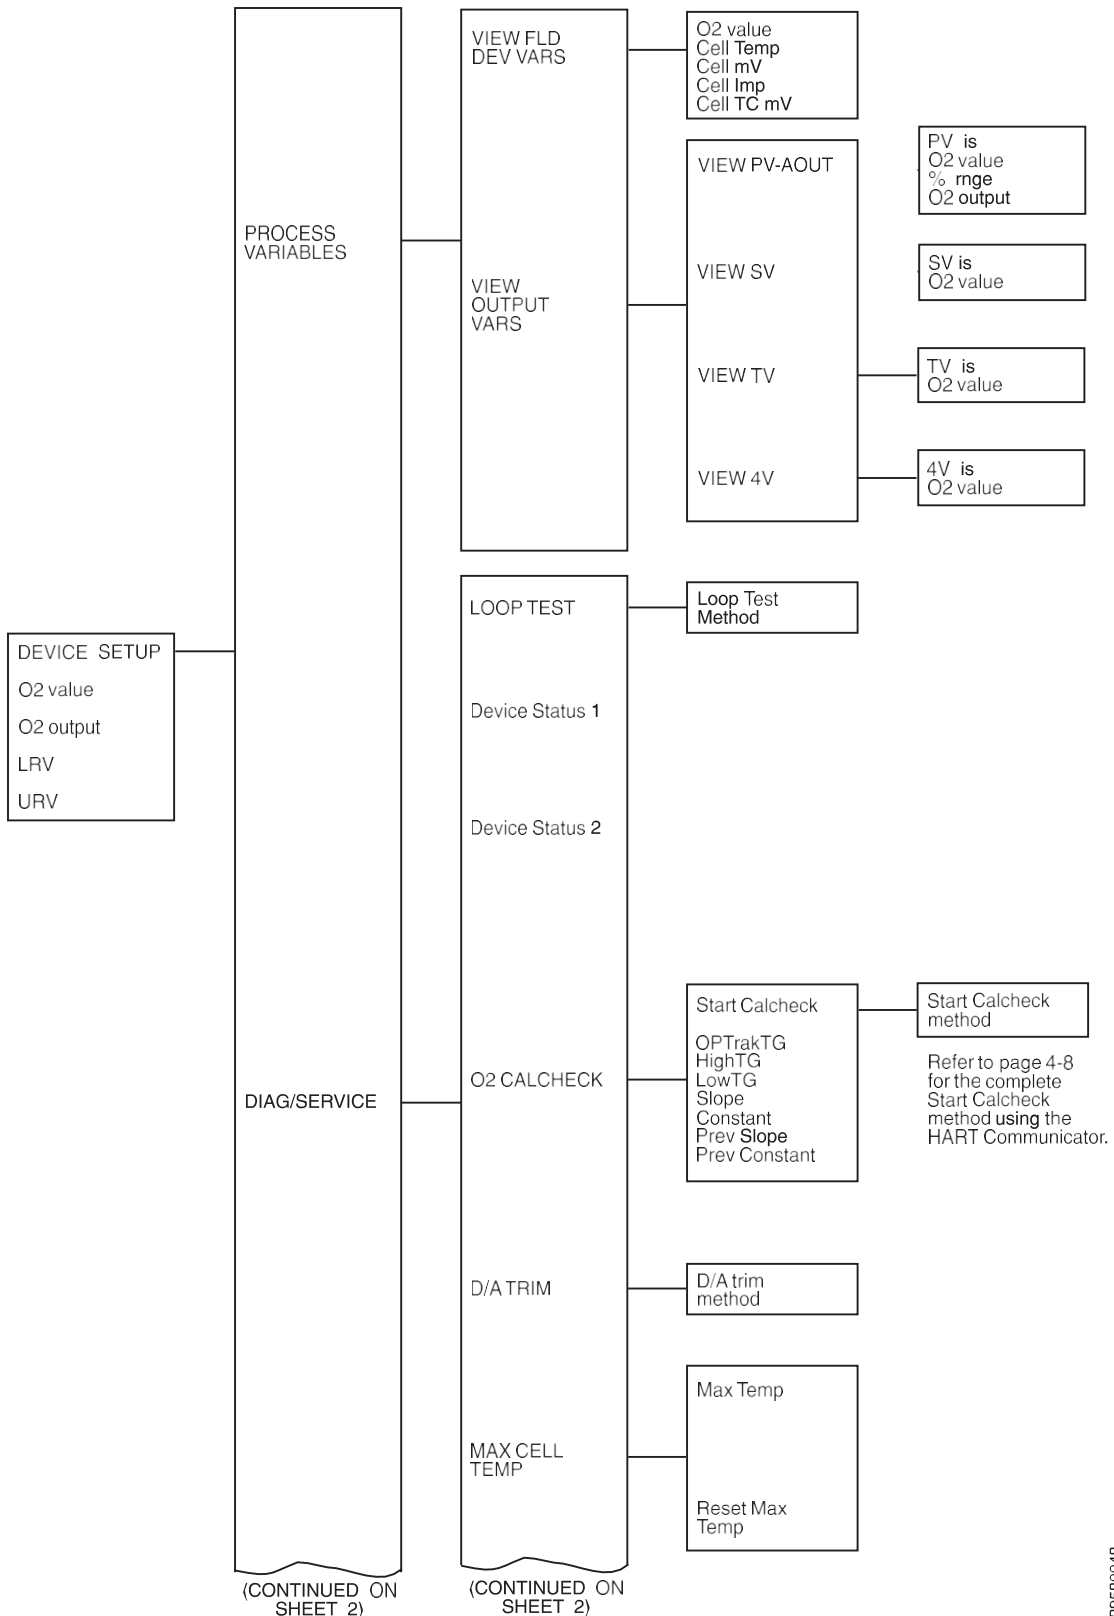 VIEW FLD
DEV VARS
O2 value
Cell Temp
Cell mV
Cell Imp
Cell TC mV
PROCESS
VARIABLES
VIEW
OUTPUT
VARS
VIEW PV-AOUT
PV is
O2 value
% rnge
O2 output
VIEW SV
SV is
O2 value
VIEW TV
TV is
O2 value
VIEW 4V
4V is
O2 value
DEVICE SETUP
O2 value
O2 output
LRV
URV
LOOP TEST
Loop Test
Method
Device Status 1
Device Status 2
DIAG/SERVICE
O2 CALCHECK
Start Calcheck
OPTrakTG
HighTG
LowTG
Slope
Constant
Prev Slope
Prev Constant
Start Calcheck
method
Refer to page 4-8
for the complete
Start Calcheck
method using the
HART Communicator.
D/A TRIM
D/A trim
method
MAX CELL
TEMP
Max Temp
Reset Max
Temp
(CONTINUED ON
SHEET 2)
(CONTINUED ON
SHEET 2)